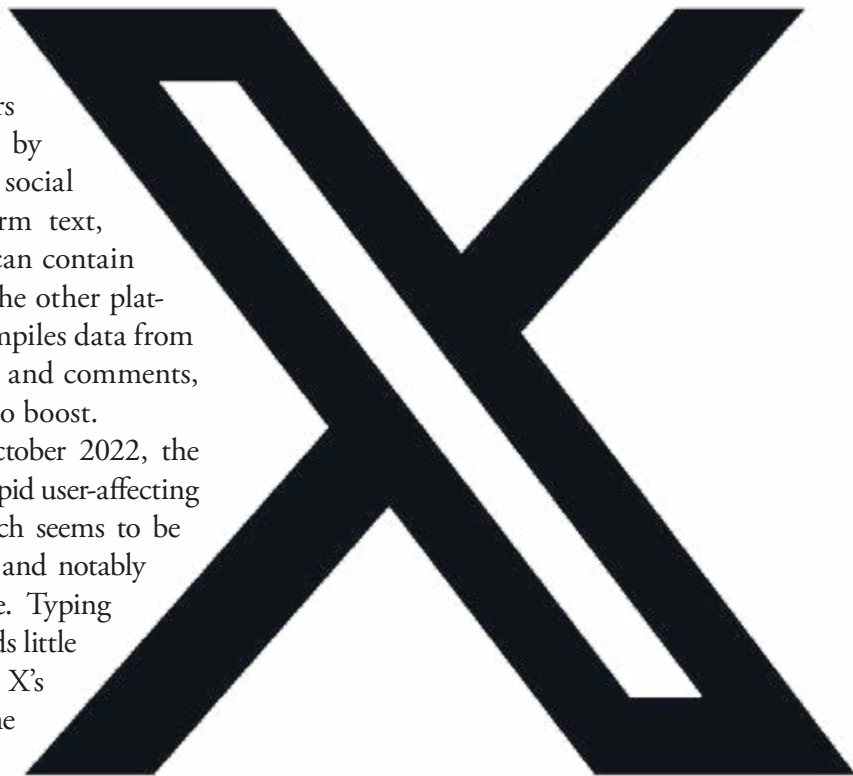 rs
by
social
rm text,
can contain
he other plat-
mpiles data from
and comments,
o boost.
ctober 2022, the
pid user-affecting
ch seems to be
and notably
e. Typing
ds little
X’s
he